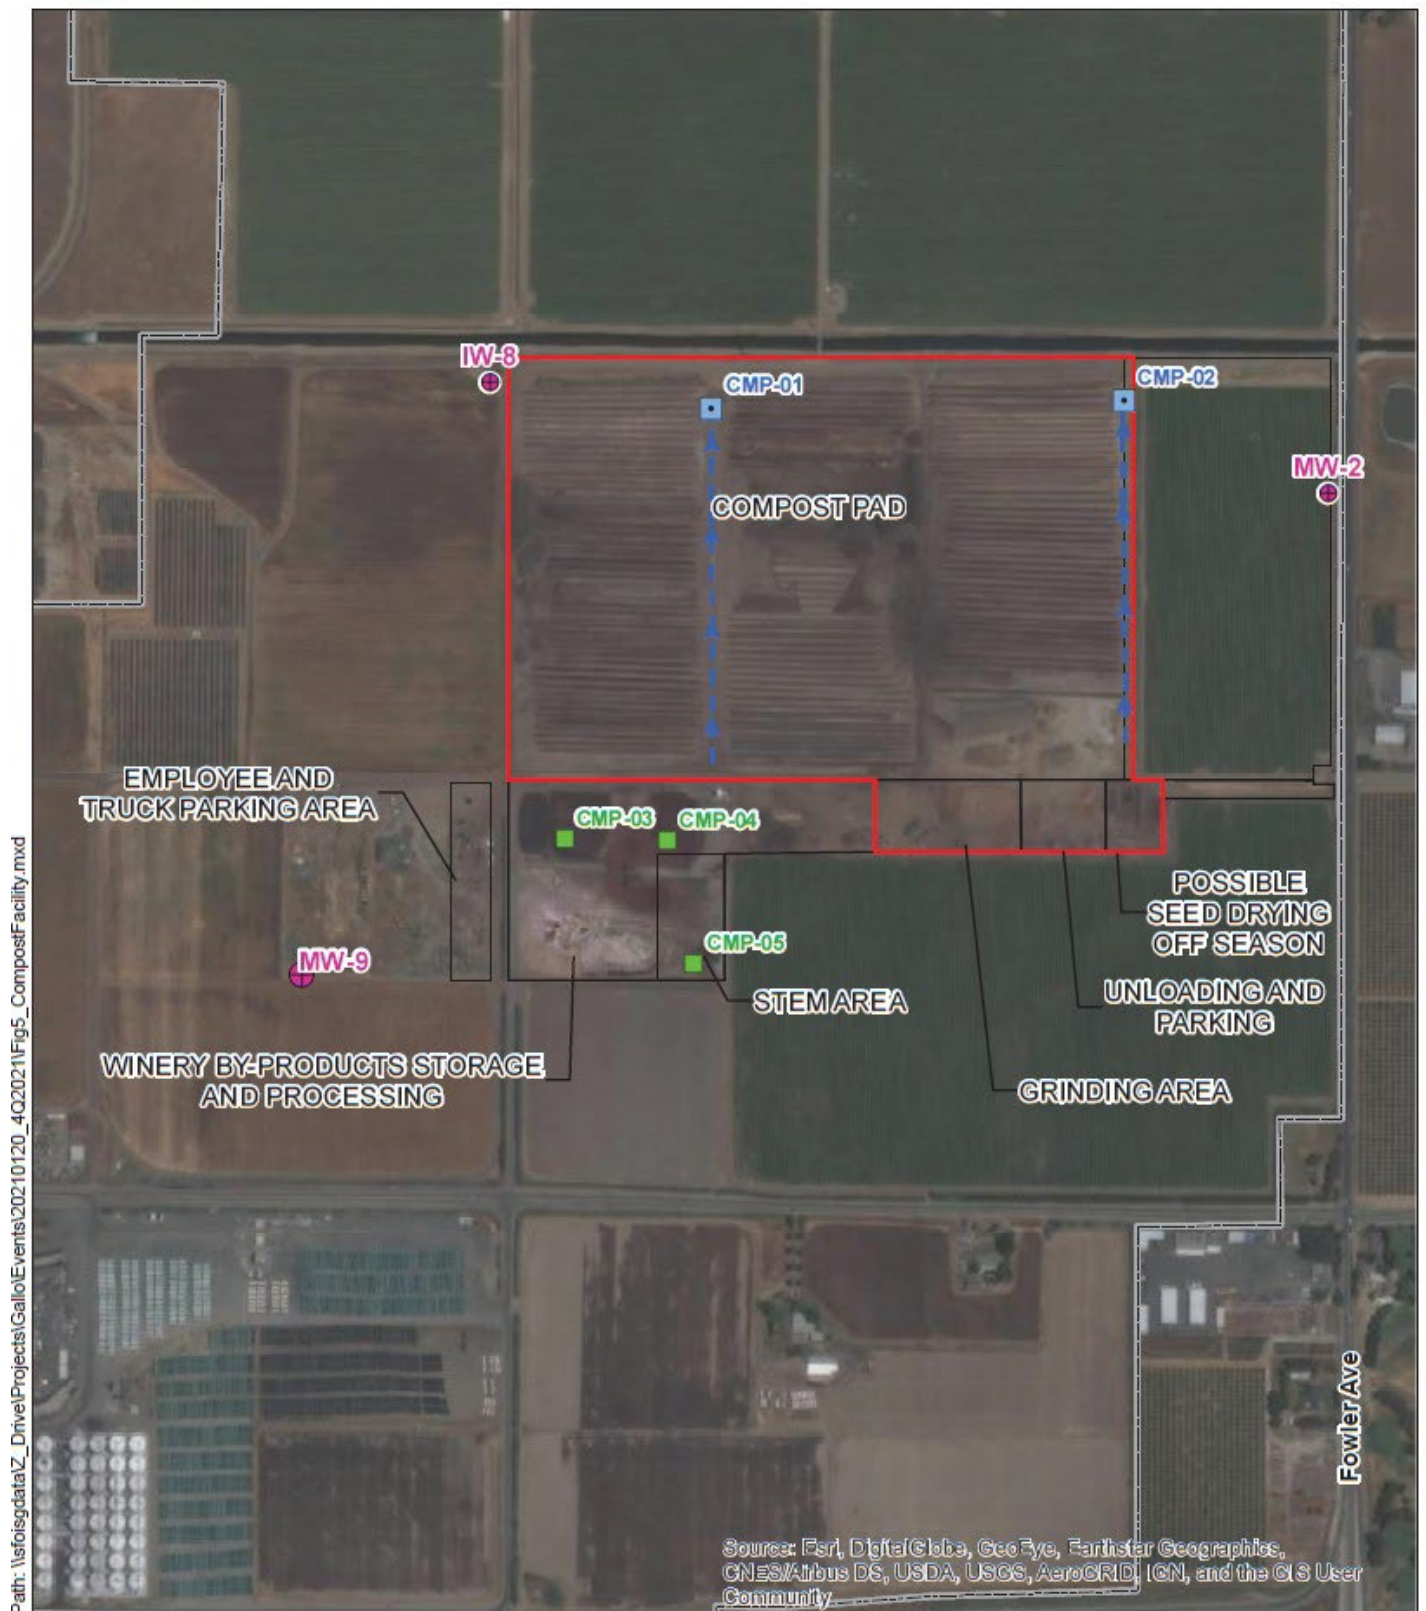 IW-8
CMP-01
CMP-02
MW-2
COMPOST PAD
EMPLOYEE AND
TRUCK PARKING AREA
CMP-03
CMP-04
POSSIBLE
SEED DRYING
OFF SEASON
CMP-05
MW-9
STEM AREA
UNLOADING AND
PARKING
WINERY BY-PRODUCTS STORAGE
AND PROCESSING
GRINDING AREA
Fowler Ave
Source: Esri, DigitalGlobe, GeoEye, Earthstar Geographics,
CNES/Airbus DS, USDA, USGS, AeroGRID, IGN, and the GIS User
Community
Path: \\sfoisgdata\Z_Drive\Projects\Gallo\Events\20210120_4Q2021\Fig5_CompostFacility.mxd